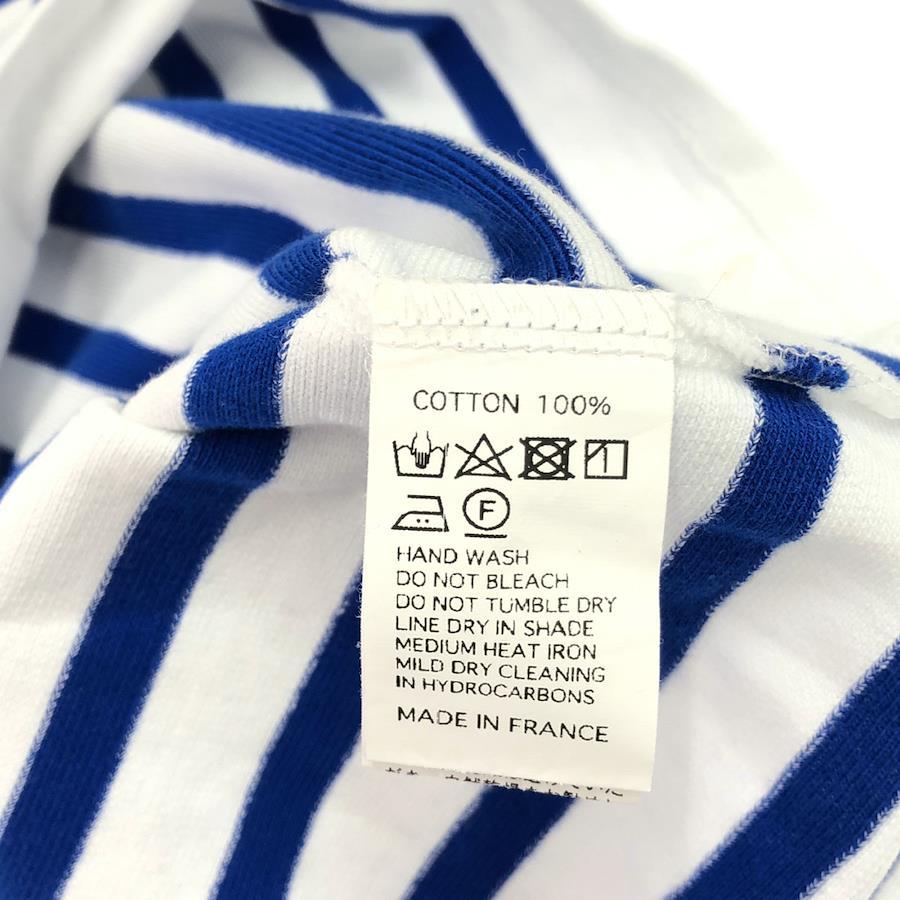 COTTON 100%
F
HAND WASH
DO NOT BLEACH
DO NOT TUMBLE DRY
LINE DRY IN SHADE
MEDIUM HEAT IRON
MILD DRY CLEANING
IN HYDROCARBONS
MADE IN FRANCE